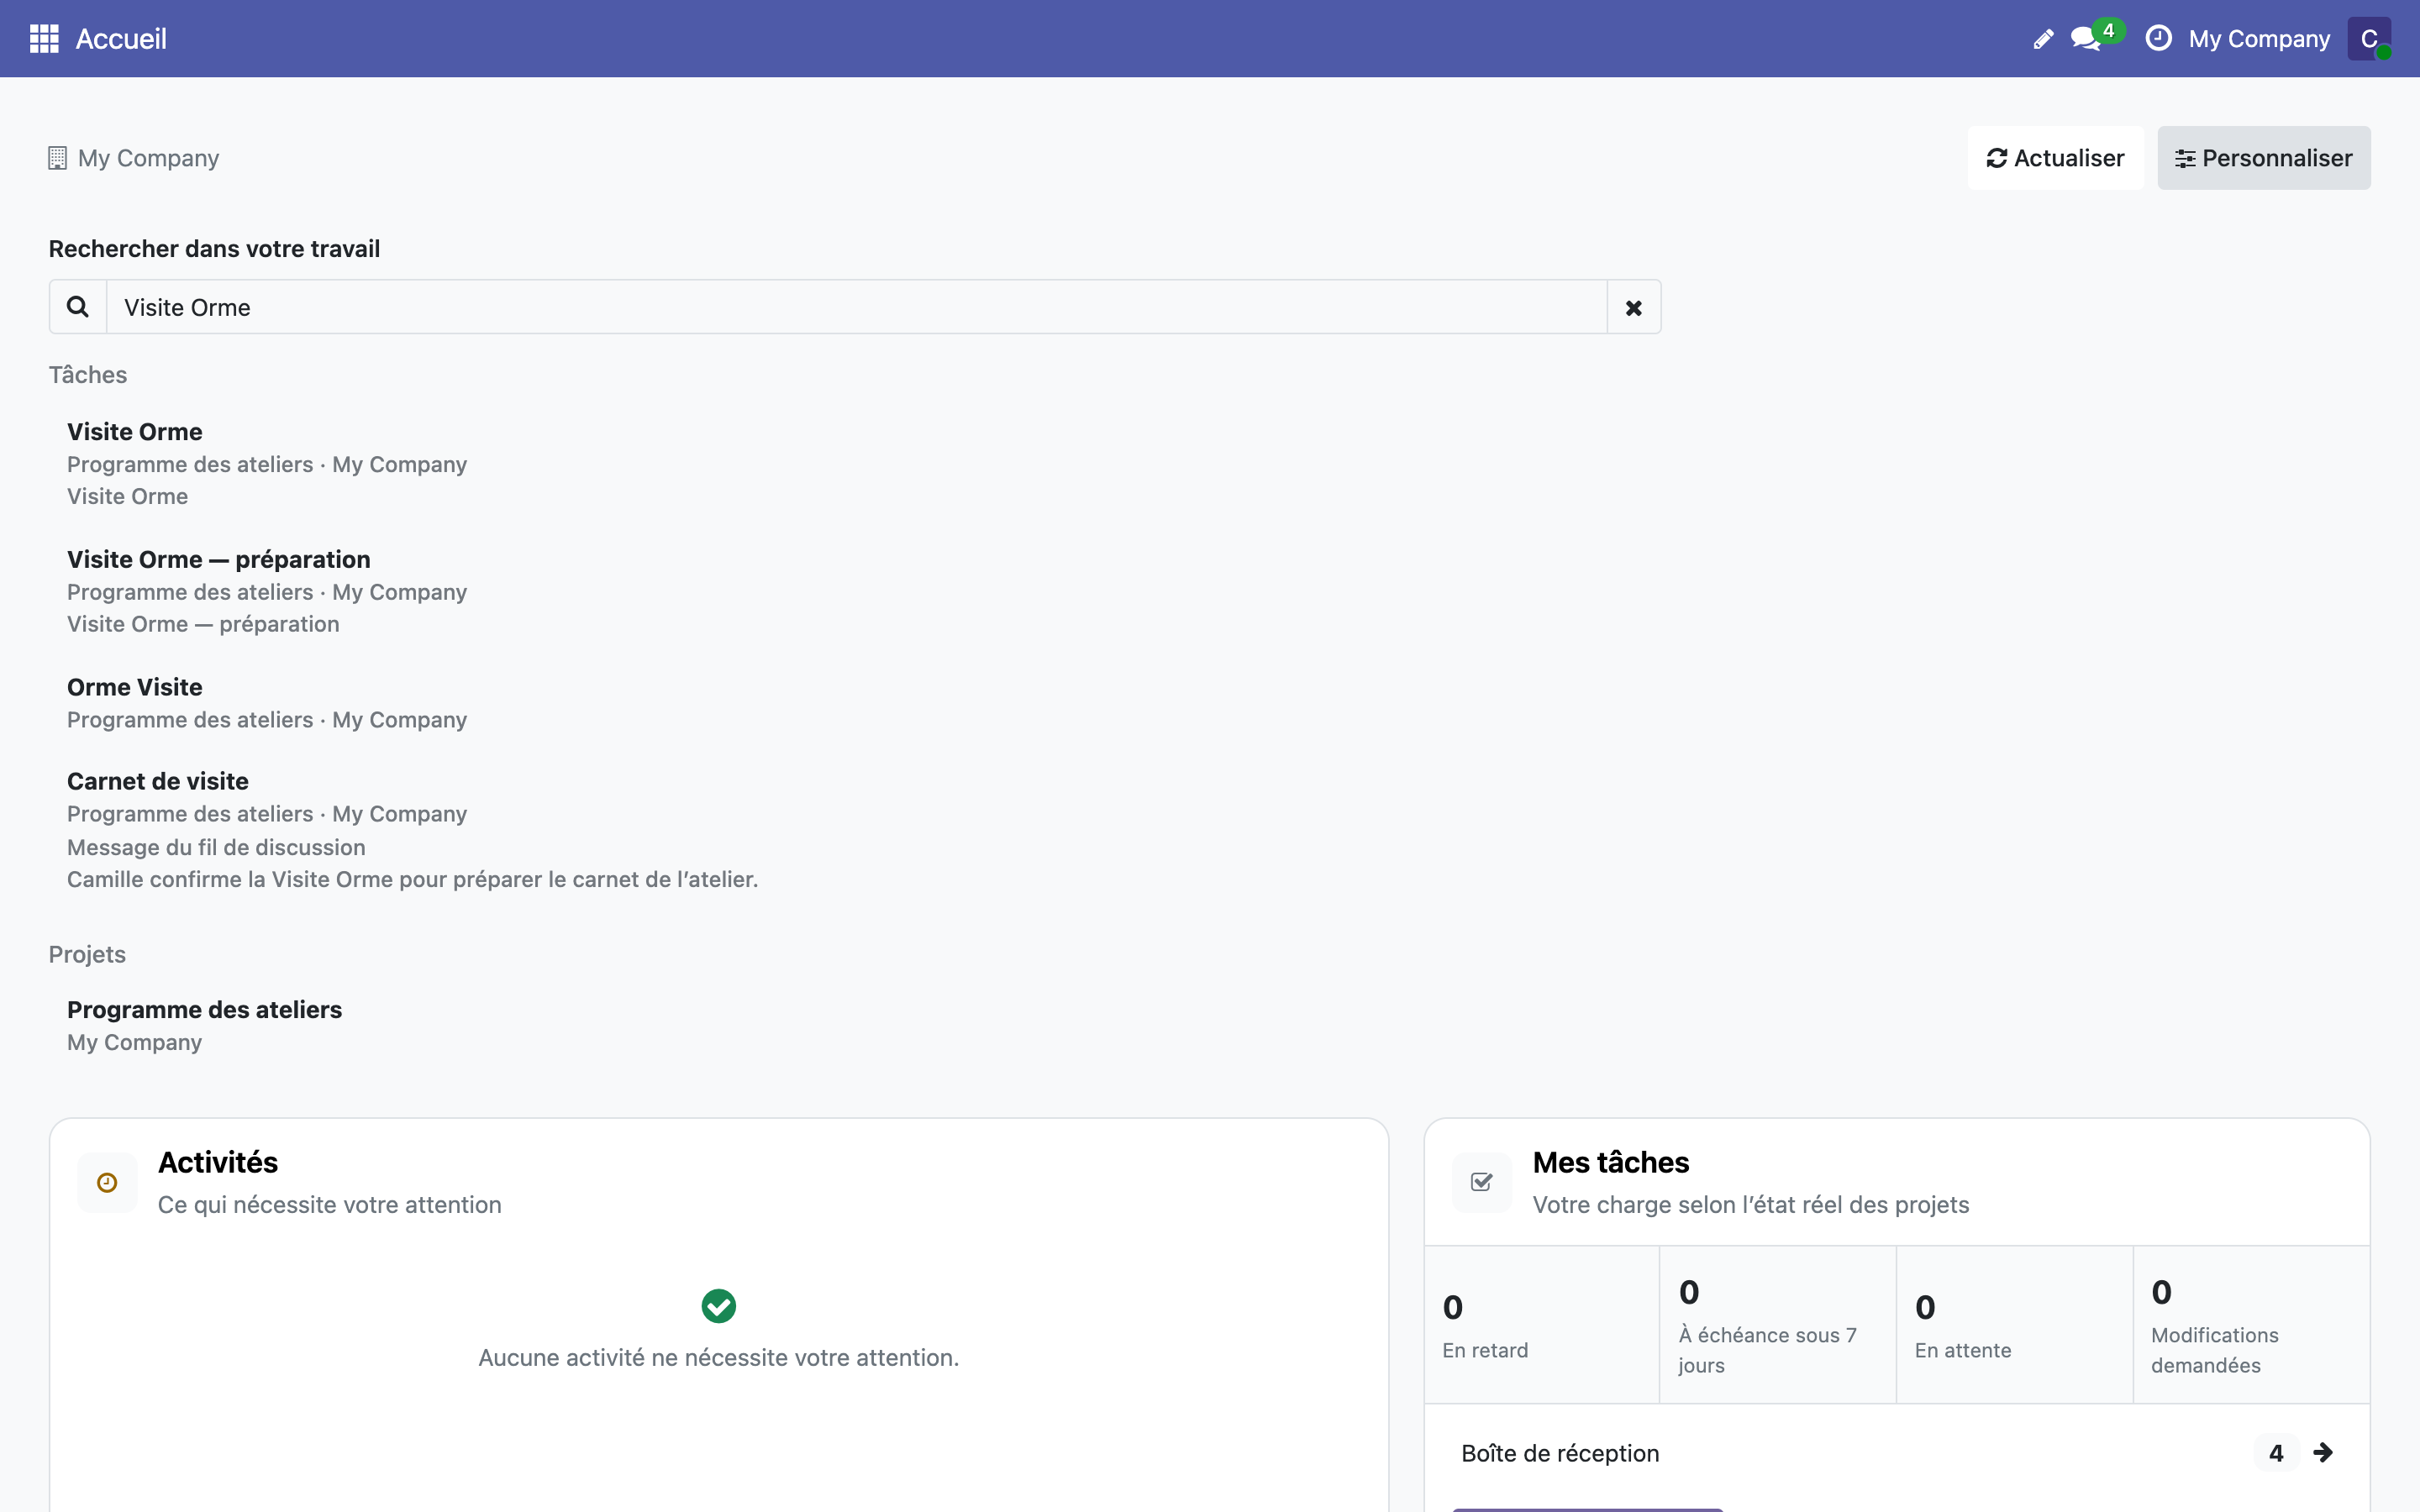 Accueil
4
My Company
C
My Company
Actualiser
Personnaliser
Rechercher dans votre travail
Visite Orme
Tâches
Visite Orme
Programme des ateliers · My Company
Visite Orme
Visite Orme — préparation
Programme des ateliers · My Company
Visite Orme — préparation
Orme Visite
Programme des ateliers · My Company
Carnet de visite
Programme des ateliers · My Company
Message du fil de discussion
Camille confirme la Visite Orme pour préparer le carnet de l’atelier.
Projets
Programme des ateliers
My Company
Activités
Ce qui nécessite votre attention
Aucune activité ne nécessite votre attention.
Mes tâches
Votre charge selon l’état réel des projets
0
En retard
0
À échéance sous 7
jours
0
En attente
0
Modifications
demandées
Boîte de réception
4